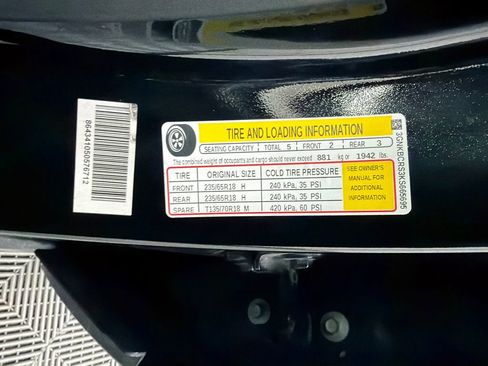 TIRE AND LOADING INFORMATION
SEATING CAPACITY TOTAL 5 FRONT 2 REAR 3
The combined weight of occupants and cargo should never exceed 881 kg or 1942 lbs.
TIRE ORIGINAL SIZE COLD TIRE PRESSURE
FRONT 235/65R18 H 240 kPa, 35 PSI
REAR 235/65R18 H 240 kPa, 35 PSI
SPARE T135/70R18 M 420 kPa, 60 PSI
SEE OWNER'S
MANUAL FOR
ADDITIONAL
INFORMATION
3GNKBCRS3KS665695
864341050576712